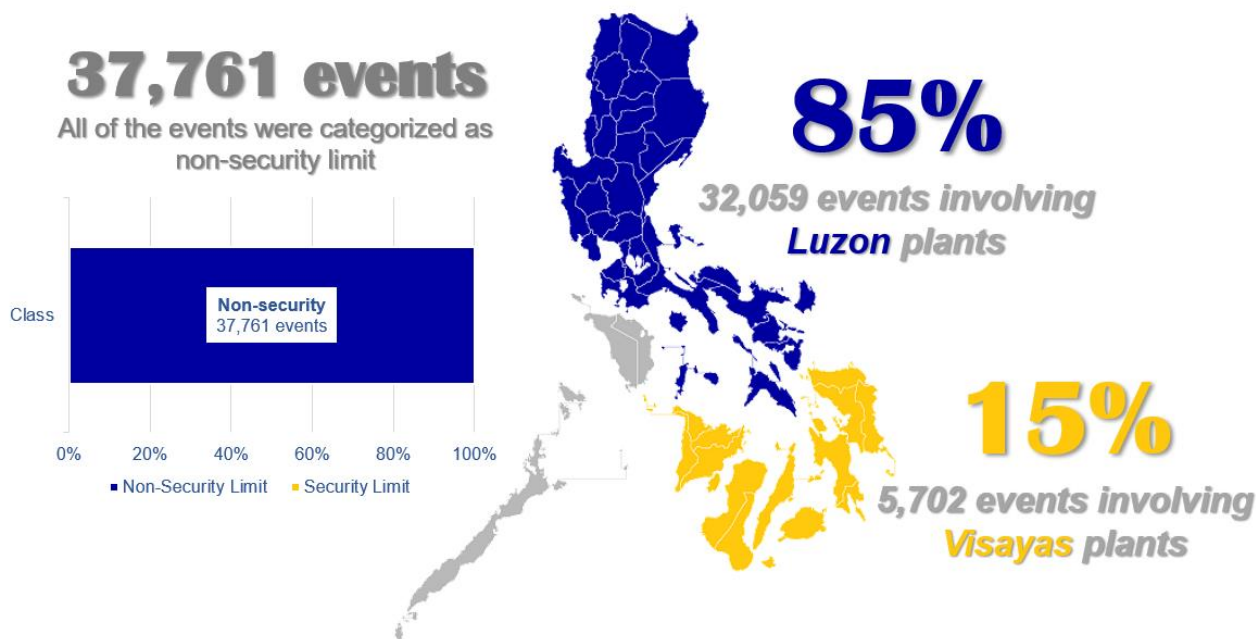 37,761 events
All of the events were categorized as
non-security limit
Class
Non-security
37,761 events
0% 20% 40% 60% 80% 100%
Non-Security Limit Security Limit
85%
32,059 events involving
Luzon plants
15%
5,702 events involving
Visayas plants